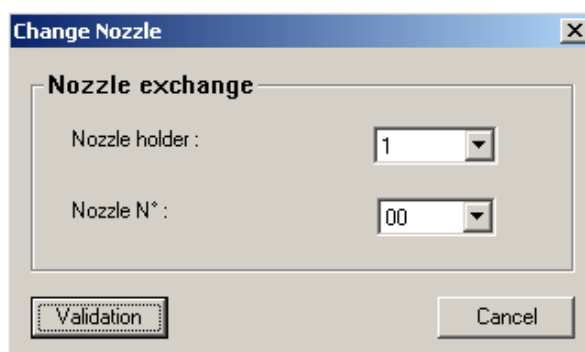 Change Nozzle
Nozzle exchange
Nozzle holder : 1
Nozzle N° : 00
Validation Cancel